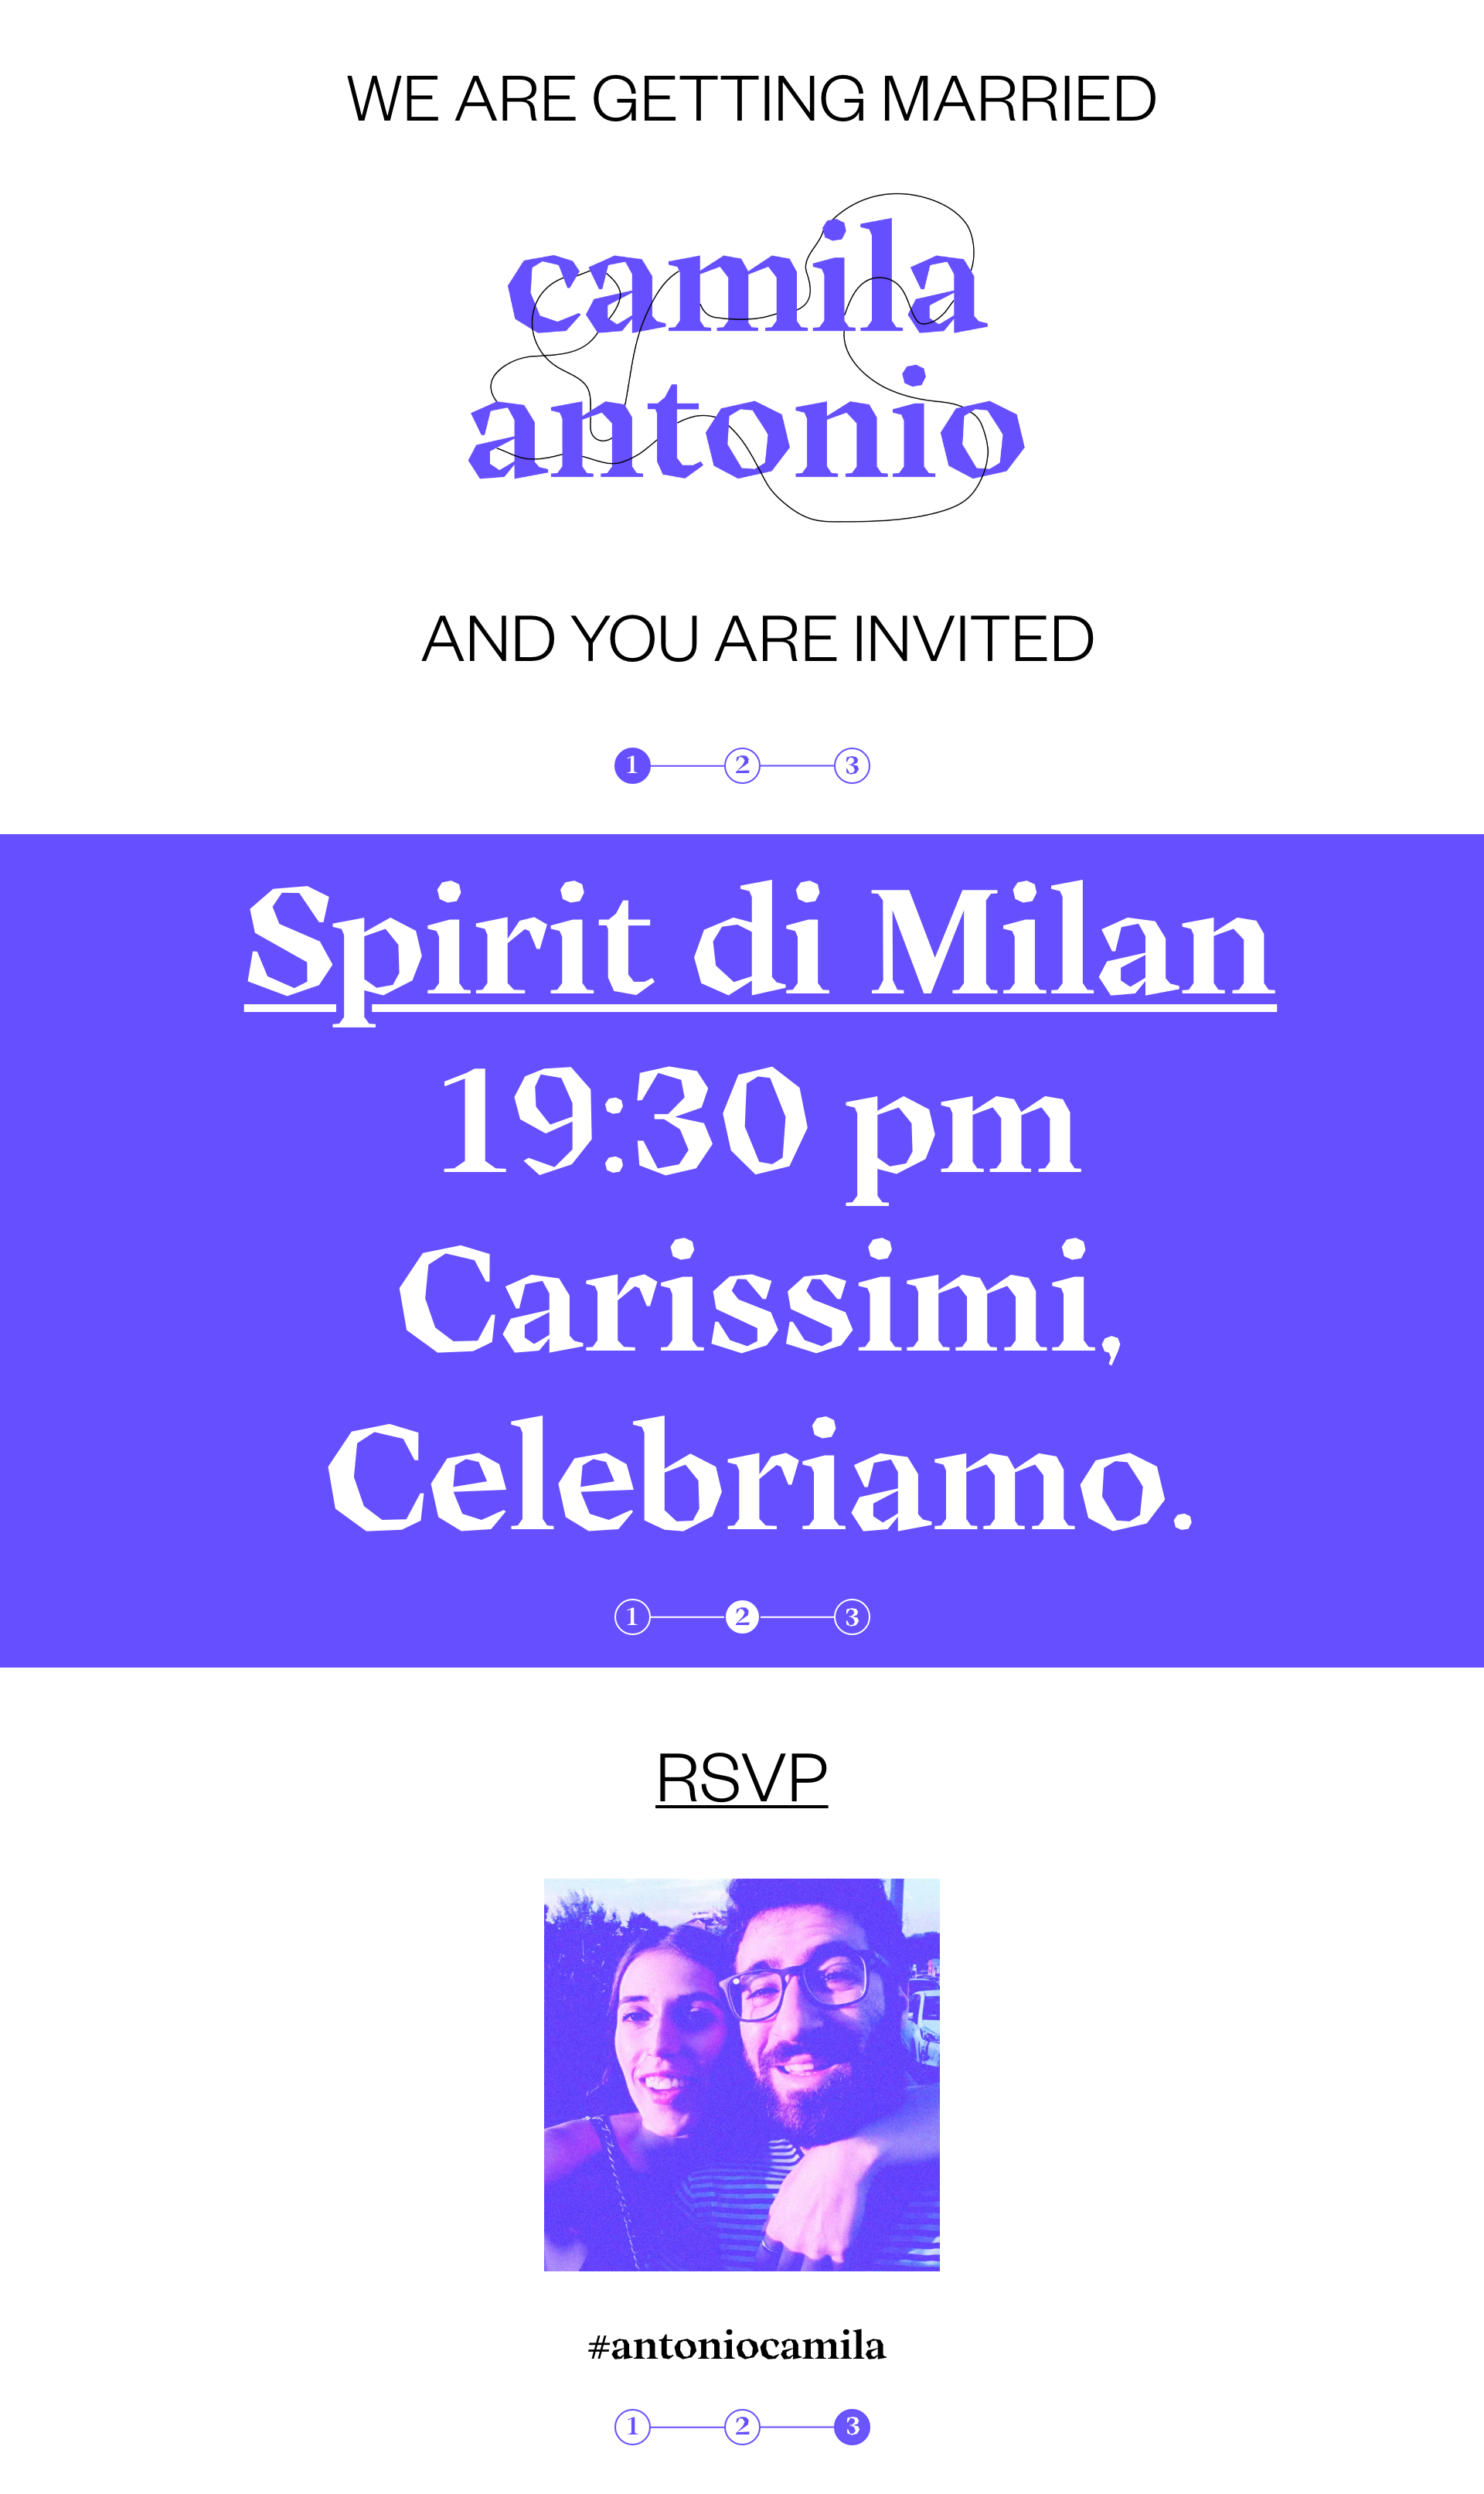 WE ARE GETTING MARRIED
camila
antonio
AND YOU ARE INVITED
1 2 3
Spirit di Milan
19:30 pm
Carissimi,
Celebriamo.
1 2 3
RSVP
#antoniocamila
1 2 3